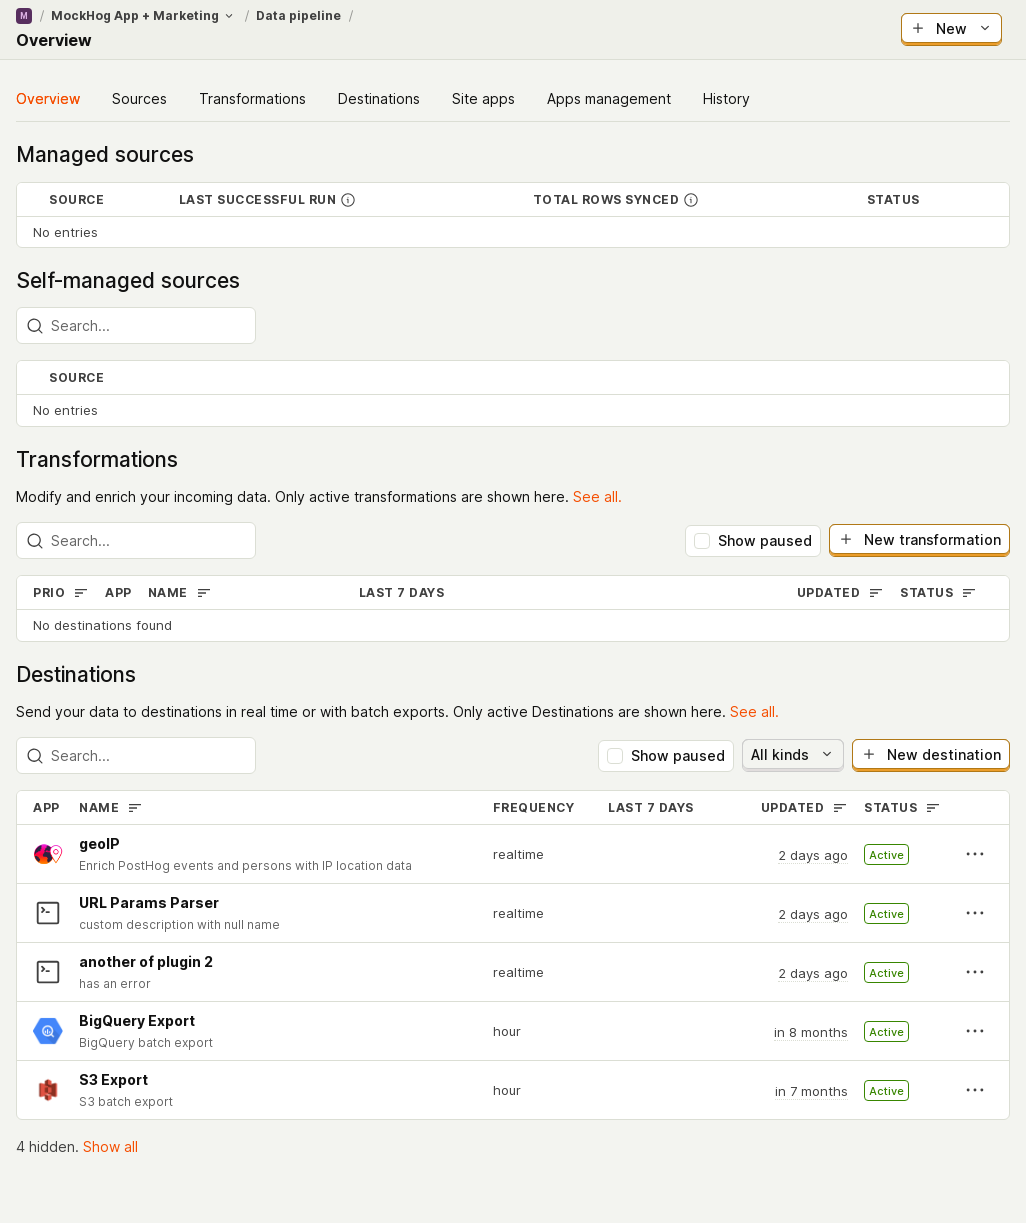 M / MockHog App + Marketing / Data pipeline /
Overview
New
Overview Sources Transformations Destinations Site apps Apps management History
Managed sources
SOURCE LAST SUCCESSFUL RUN TOTAL ROWS SYNCED STATUS
No entries
Self-managed sources
Search...
SOURCE
No entries
Transformations
Modify and enrich your incoming data. Only active transformations are shown here. See all.
Search... Show paused New transformation
PRIO APP NAME LAST 7 DAYS UPDATED STATUS
No destinations found
Destinations
Send your data to destinations in real time or with batch exports. Only active Destinations are shown here. See all.
Search... Show paused All kinds New destination
APP NAME FREQUENCY LAST 7 DAYS UPDATED STATUS
geoIP
Enrich PostHog events and persons with IP location data
realtime 2 days ago Active
URL Params Parser
custom description with null name
realtime 2 days ago Active
another of plugin 2
has an error
realtime 2 days ago Active
BigQuery Export
BigQuery batch export
hour in 8 months Active
S3 Export
S3 batch export
hour in 7 months Active
4 hidden. Show all